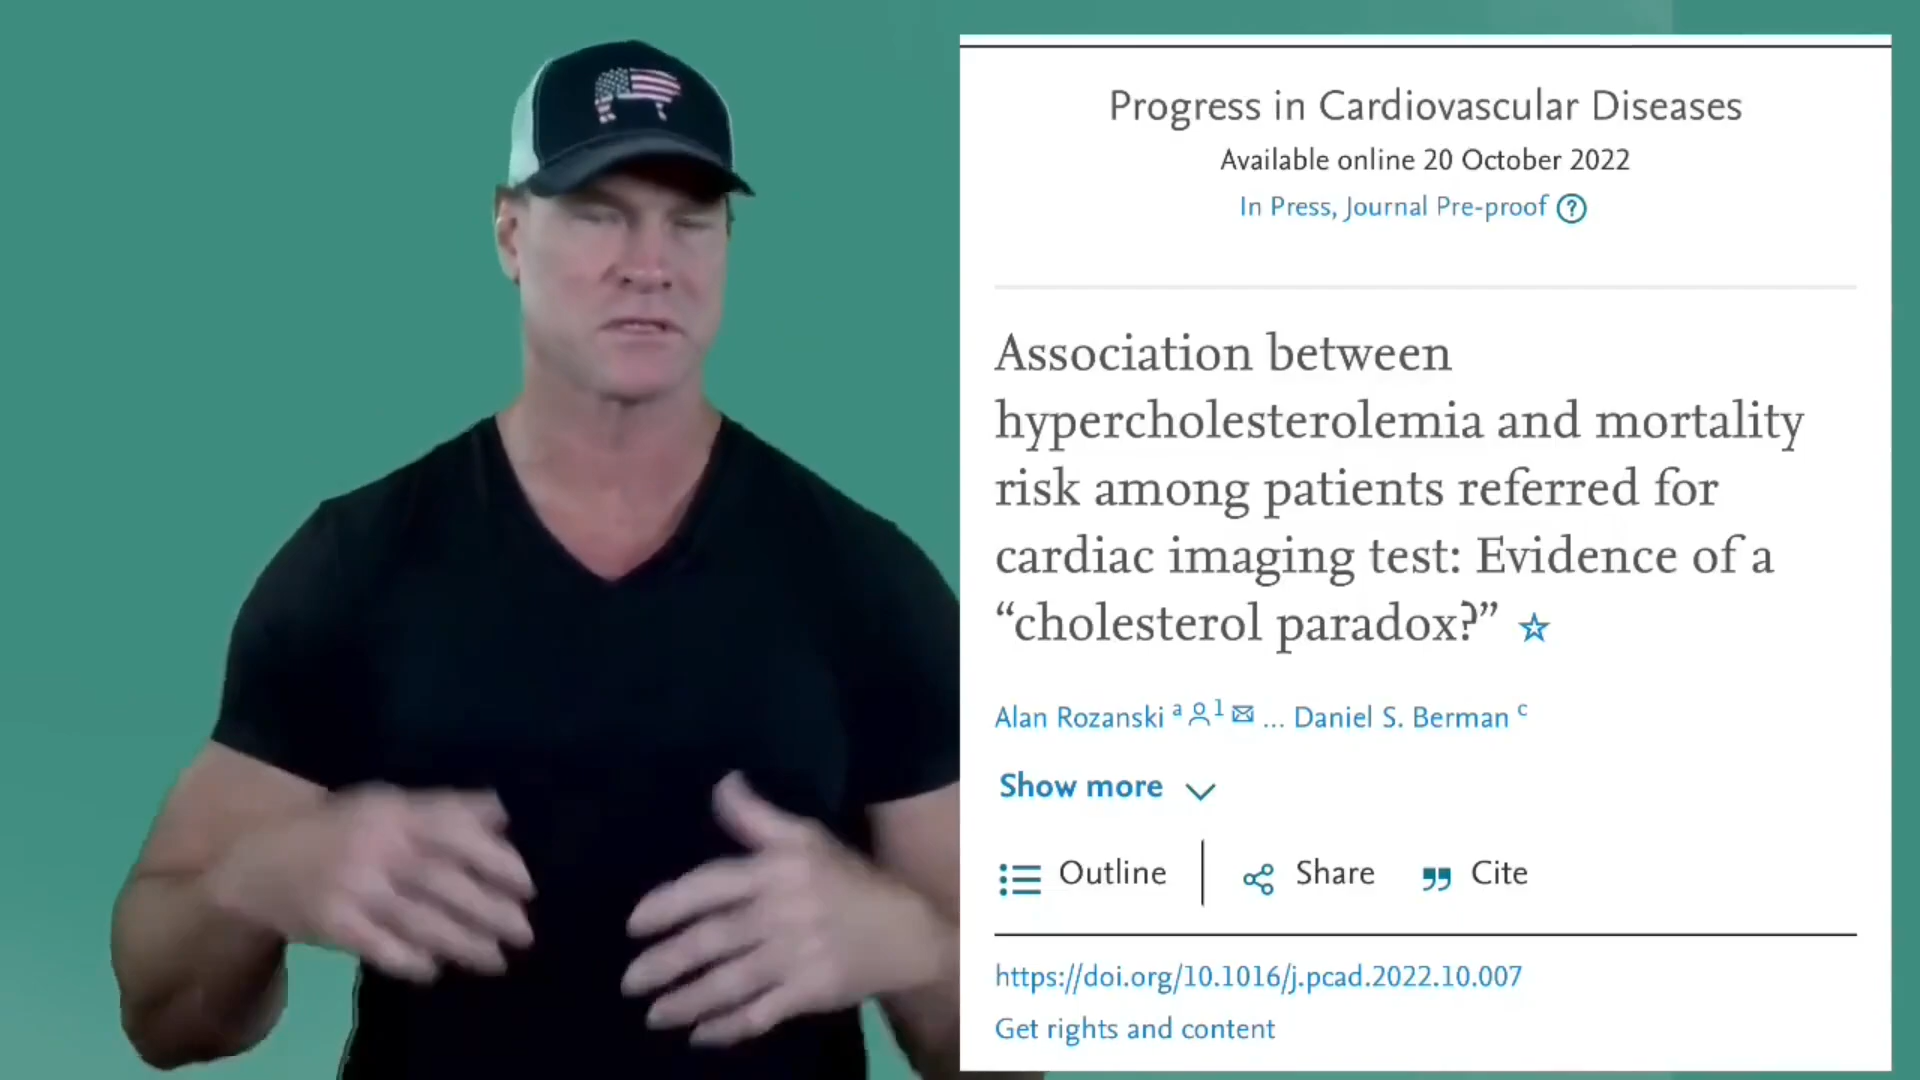 Progress in Cardiovascular Diseases
Available online 20 October 2022
In Press, Journal Pre-proof ?
Association between
hypercholesterolemia and mortality
risk among patients referred for
cardiac imaging test: Evidence of a
“cholesterol paradox?” ☆
Alan Rozanski a 1 ... Daniel S. Berman c
Show more
Outline | Share Cite
https://doi.org/10.1016/j.pcad.2022.10.007
Get rights and content